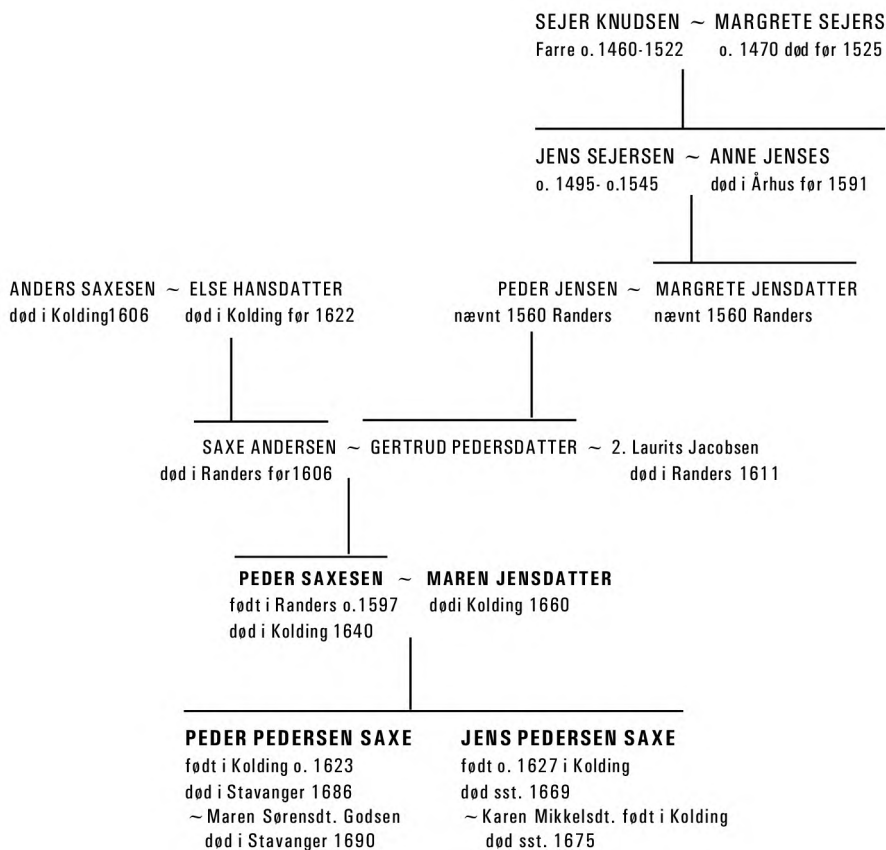 SEJER KNUDSEN ~ MARGRETE SEJERS
Farre o. 1460-1522 o. 1470 død før 1525
JENS SEJERSEN ~ ANNE JENSES
o. 1495- o.1545 død i Århus før 1591
ANDERS SAXESEN ~ ELSE HANSDATTER PEDER JENSEN ~ MARGRETE JENSDATTER
død i Kolding1606 død i Kolding før 1622 nævnt 1560 Randers nævnt 1560 Randers
SAXE ANDERSEN ~ GERTRUD PEDERSDATTER ~ 2. Laurits Jacobsen
død i Randers før1606 død i Randers 1611
PEDER SAXESEN ~ MAREN JENSDATTER
født i Randers o.1597 dødi Kolding 1660
død i Kolding 1640
PEDER PEDERSEN SAXE JENS PEDERSEN SAXE
født i Kolding o. 1623 født o. 1627 i Kolding
død i Stavanger 1686 død sst. 1669
~ Maren Sørensdt. Godsen ~ Karen Mikkelsdt. født i Kolding
død i Stavanger 1690 død sst. 1675